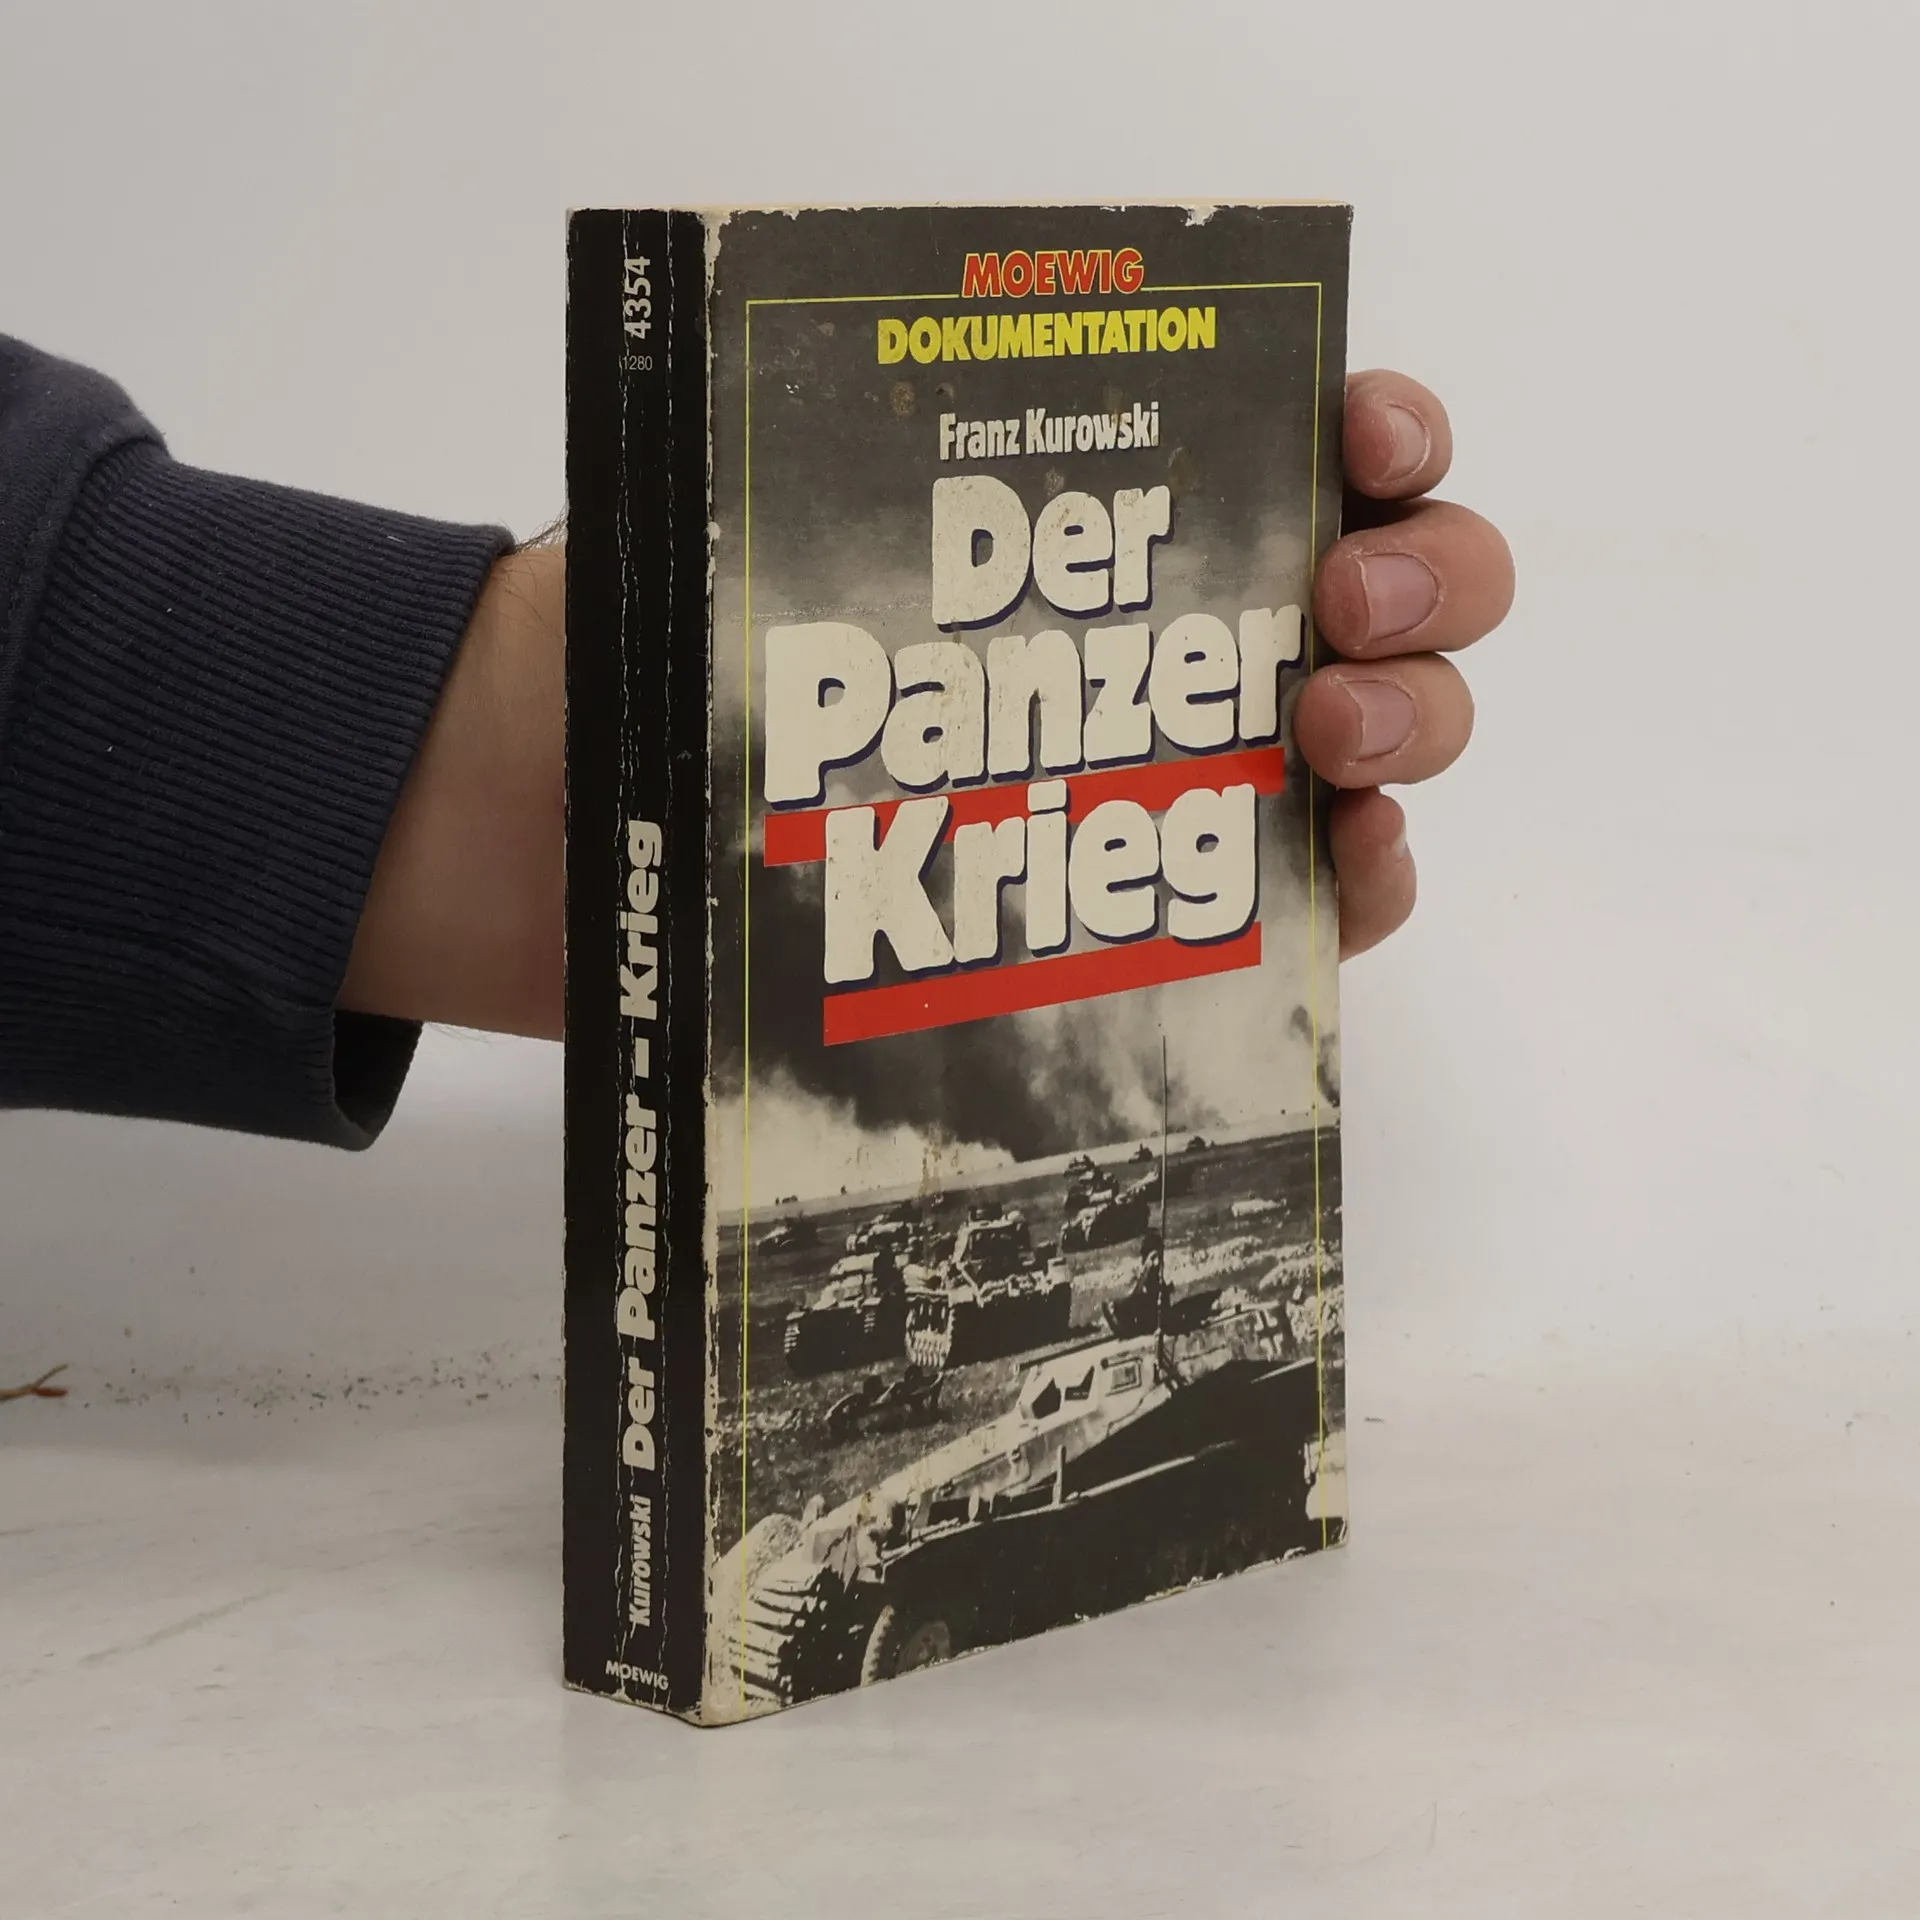 MOEWIG
DOKUMENTATION
Franz Kurowski
Der
Panzer
Krieg
4354
1280
Kurowski Der Panzer – Krieg
MOEWIG